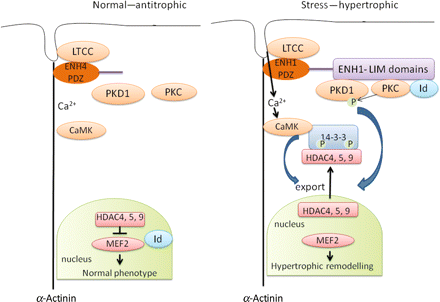 Normal–antitrophic
LTCC
ENH4
PDZ
PKD1
PKC
Ca2+
CaMK
HDAC4, 5, 9
MEF2
Id
nucleus
Normal phenotype
α-Actinin
Stress–hypertrophic
LTCC
ENH1
PDZ
ENH1- LIM domains
PKD1
PKC
Id
P
Ca2+
CaMK
14-3-3
P
P
HDAC4, 5, 9
export
HDAC4, 5, 9
nucleus
MEF2
Hypertrophic remodelling
α-Actinin